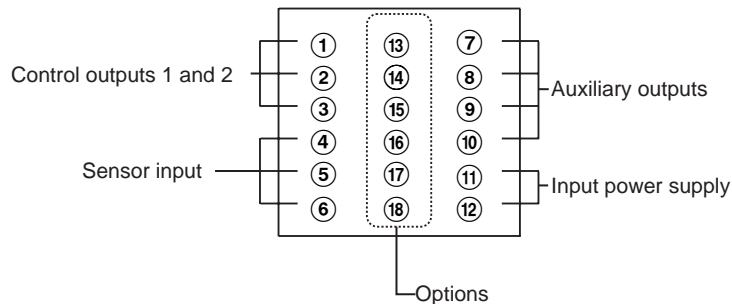 1 13 7
Control outputs 1 and 2 2 14 8 Auxiliary outputs
3 15 9
4 16 10
Sensor input 5 17 11 Input power supply
6 18 12
Options